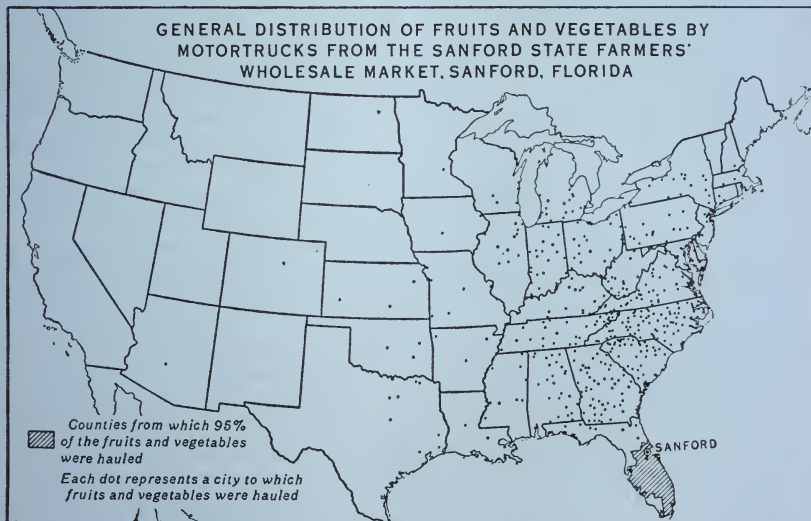 GENERAL DISTRIBUTION OF FRUITS AND VEGETABLES BY
MOTORTRUCKS FROM THE SANFORD STATE FARMERS'
WHOLESALE MARKET, SANFORD, FLORIDA
SANFORD
Counties from which 95%
of the fruits and vegetables
were hauled
Each dot represents a city to which
fruits and vegetables were hauled